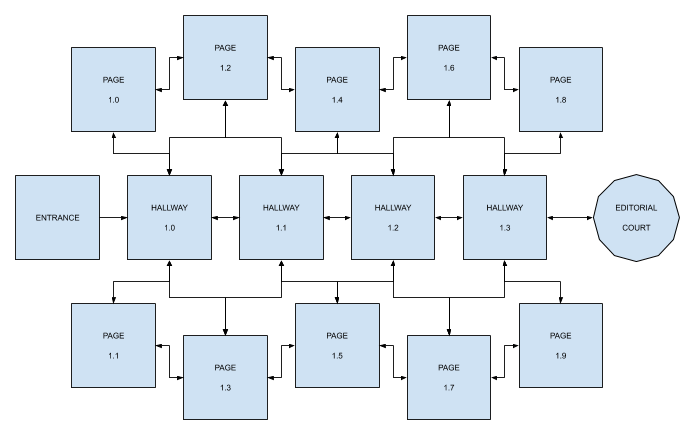 PAGE
1.2
PAGE
1.6
PAGE
1.0
PAGE
1.4
PAGE
1.8
ENTRANCE
HALLWAY
1.0
HALLWAY
1.1
HALLWAY
1.2
HALLWAY
1.3
EDITORIAL
COURT
PAGE
1.1
PAGE
1.5
PAGE
1.9
PAGE
1.3
PAGE
1.7